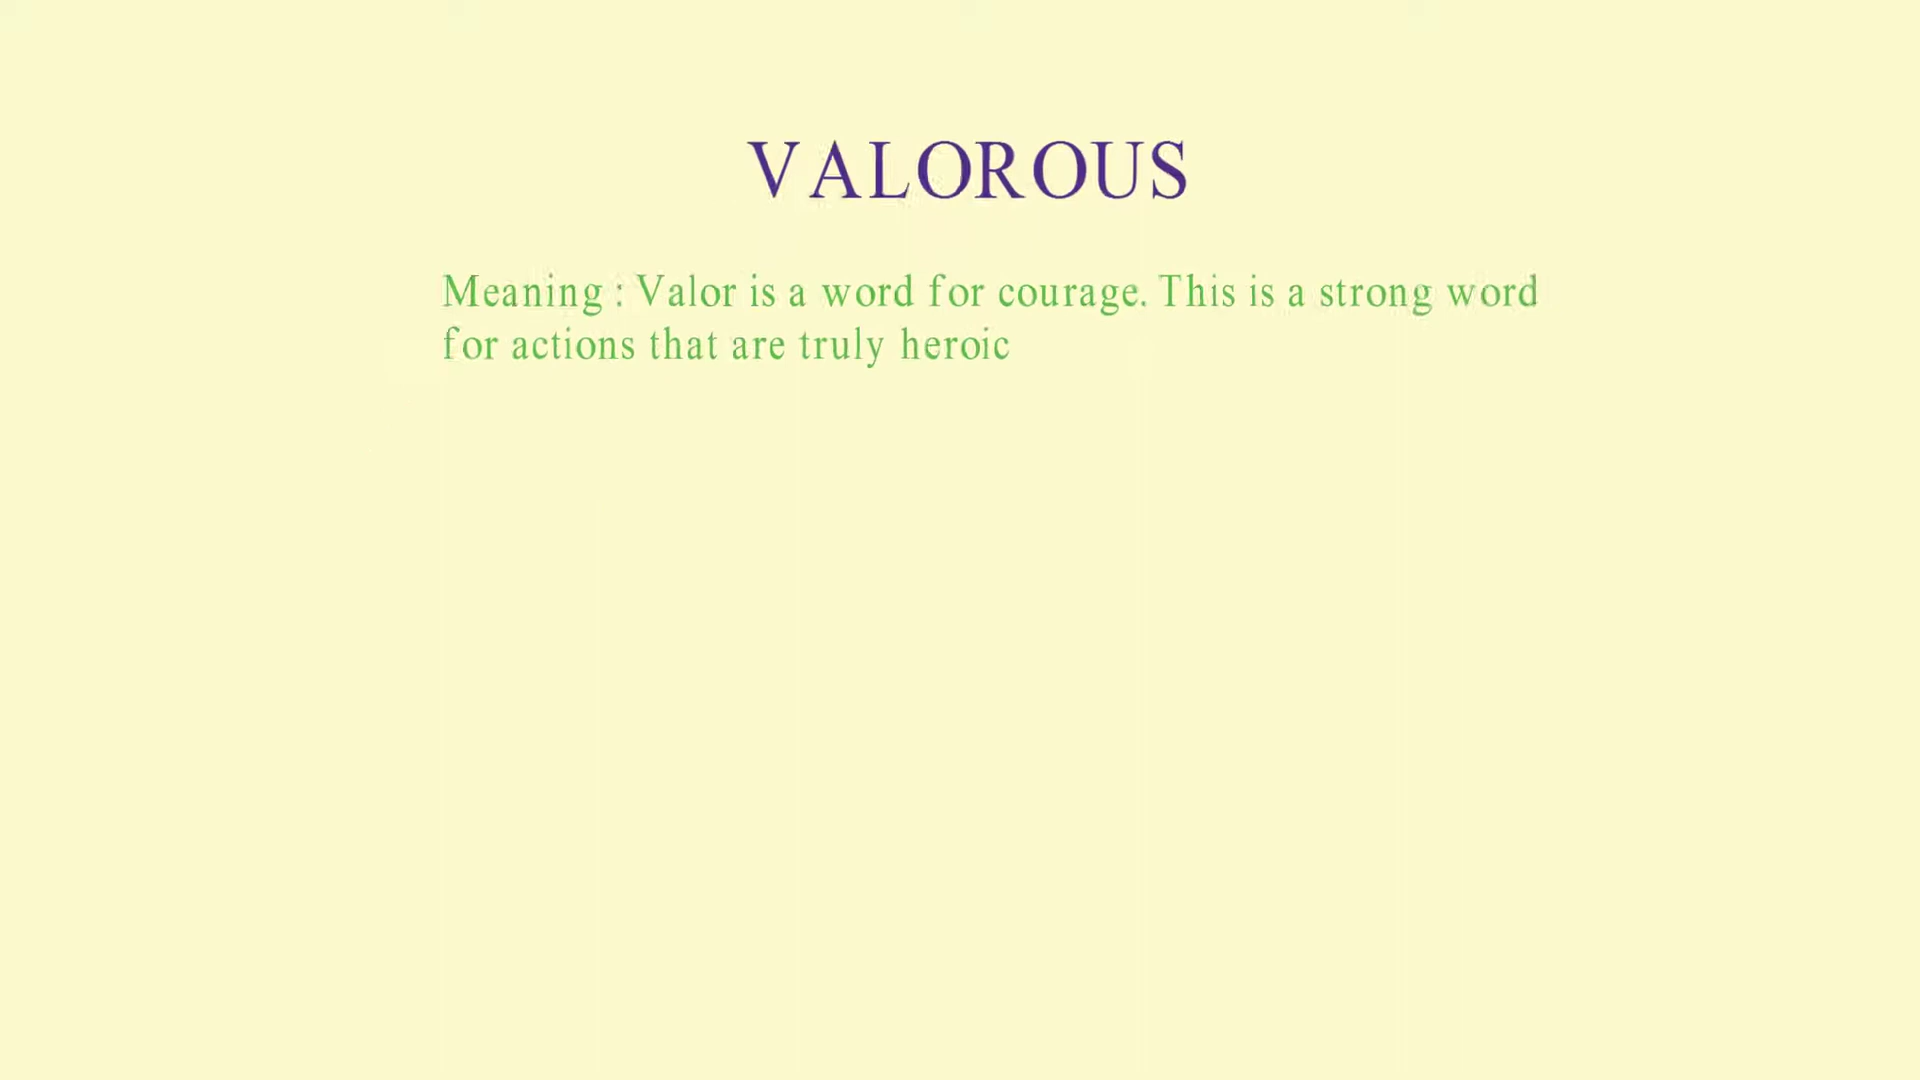 VALOROUS
Meaning : Valor is a word for courage. This is a strong word
for actions that are truly heroic